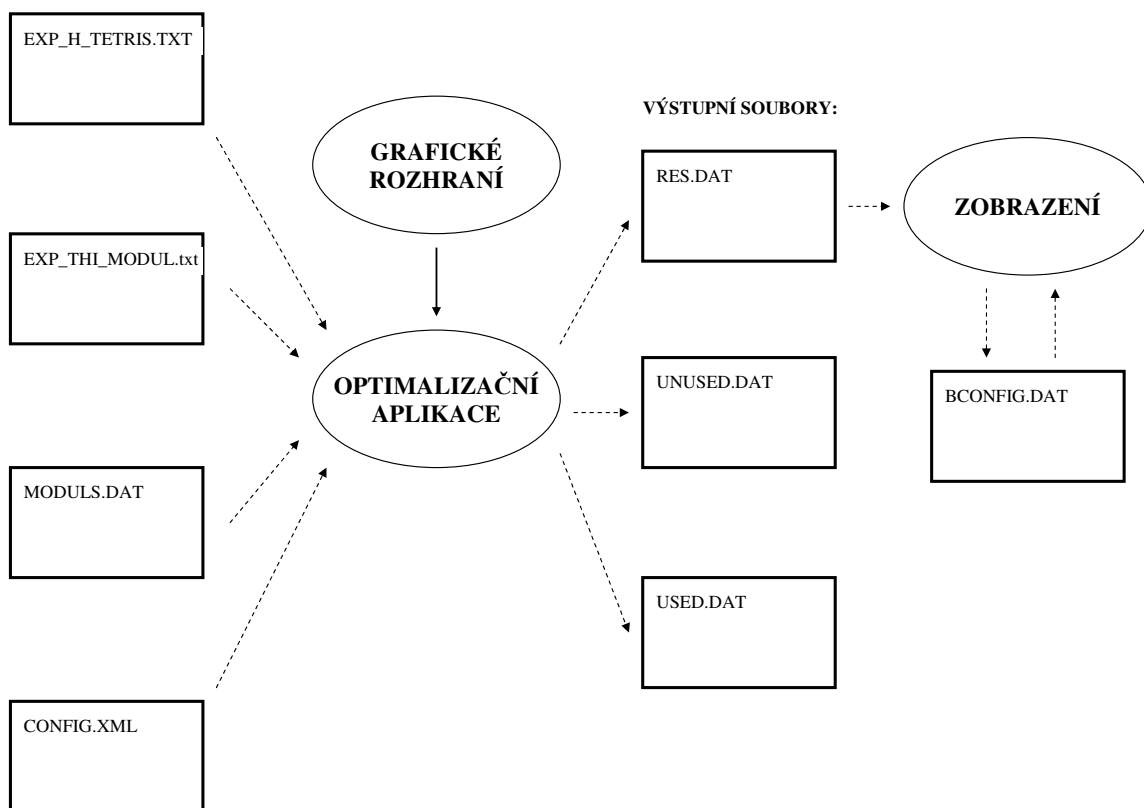 EXP_H_TETRIS.TXT
EXP_THI_MODUL.txt
MODULS.DAT
CONFIG.XML
GRAFICKÉ
ROZHRANÍ
OPTIMALIZAČNÍ
APLIKACE
VÝSTUPNÍ SOUBORY:
RES.DAT
UNUSED.DAT
USED.DAT
ZOBRAZENÍ
BCONFIG.DAT